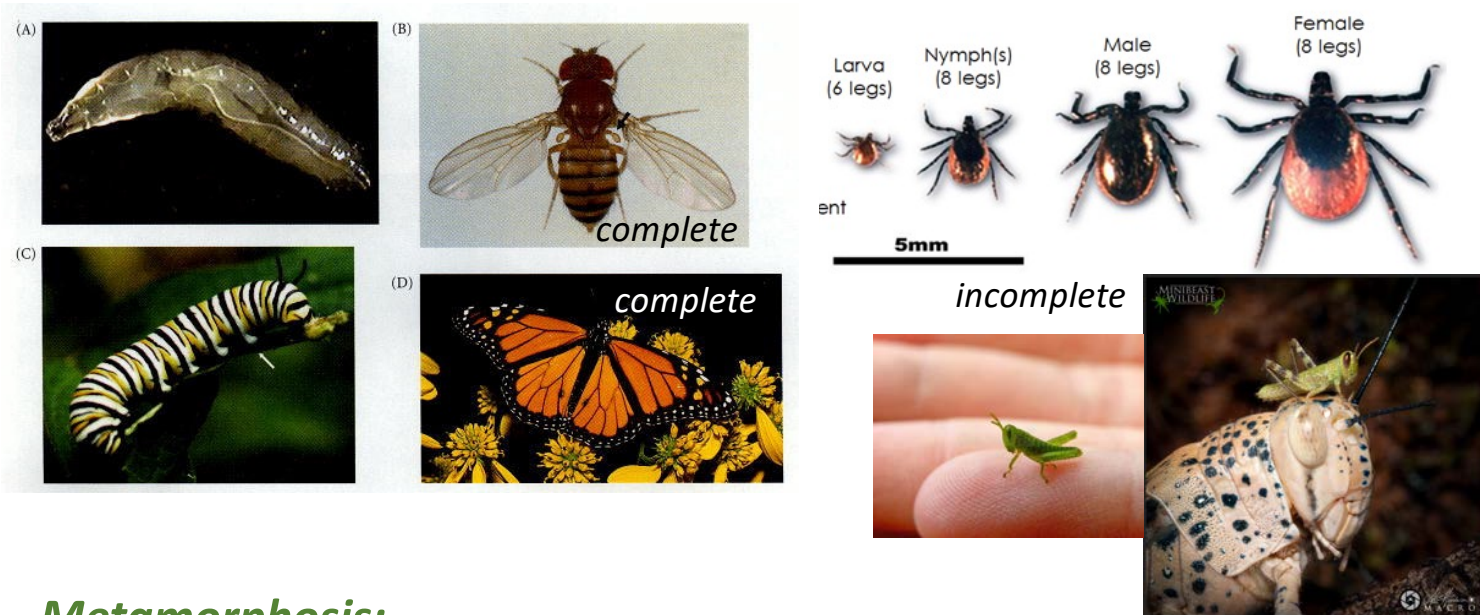 (A)
(B)
complete
(C)
(D)
complete
Larva
(6 legs)
Nymph(s)
(8 legs)
Male
(8 legs)
Female
(8 legs)
ent
5mm
incomplete
MINIBEAST
WILDLIFE
MACRO
Metamorphosis: